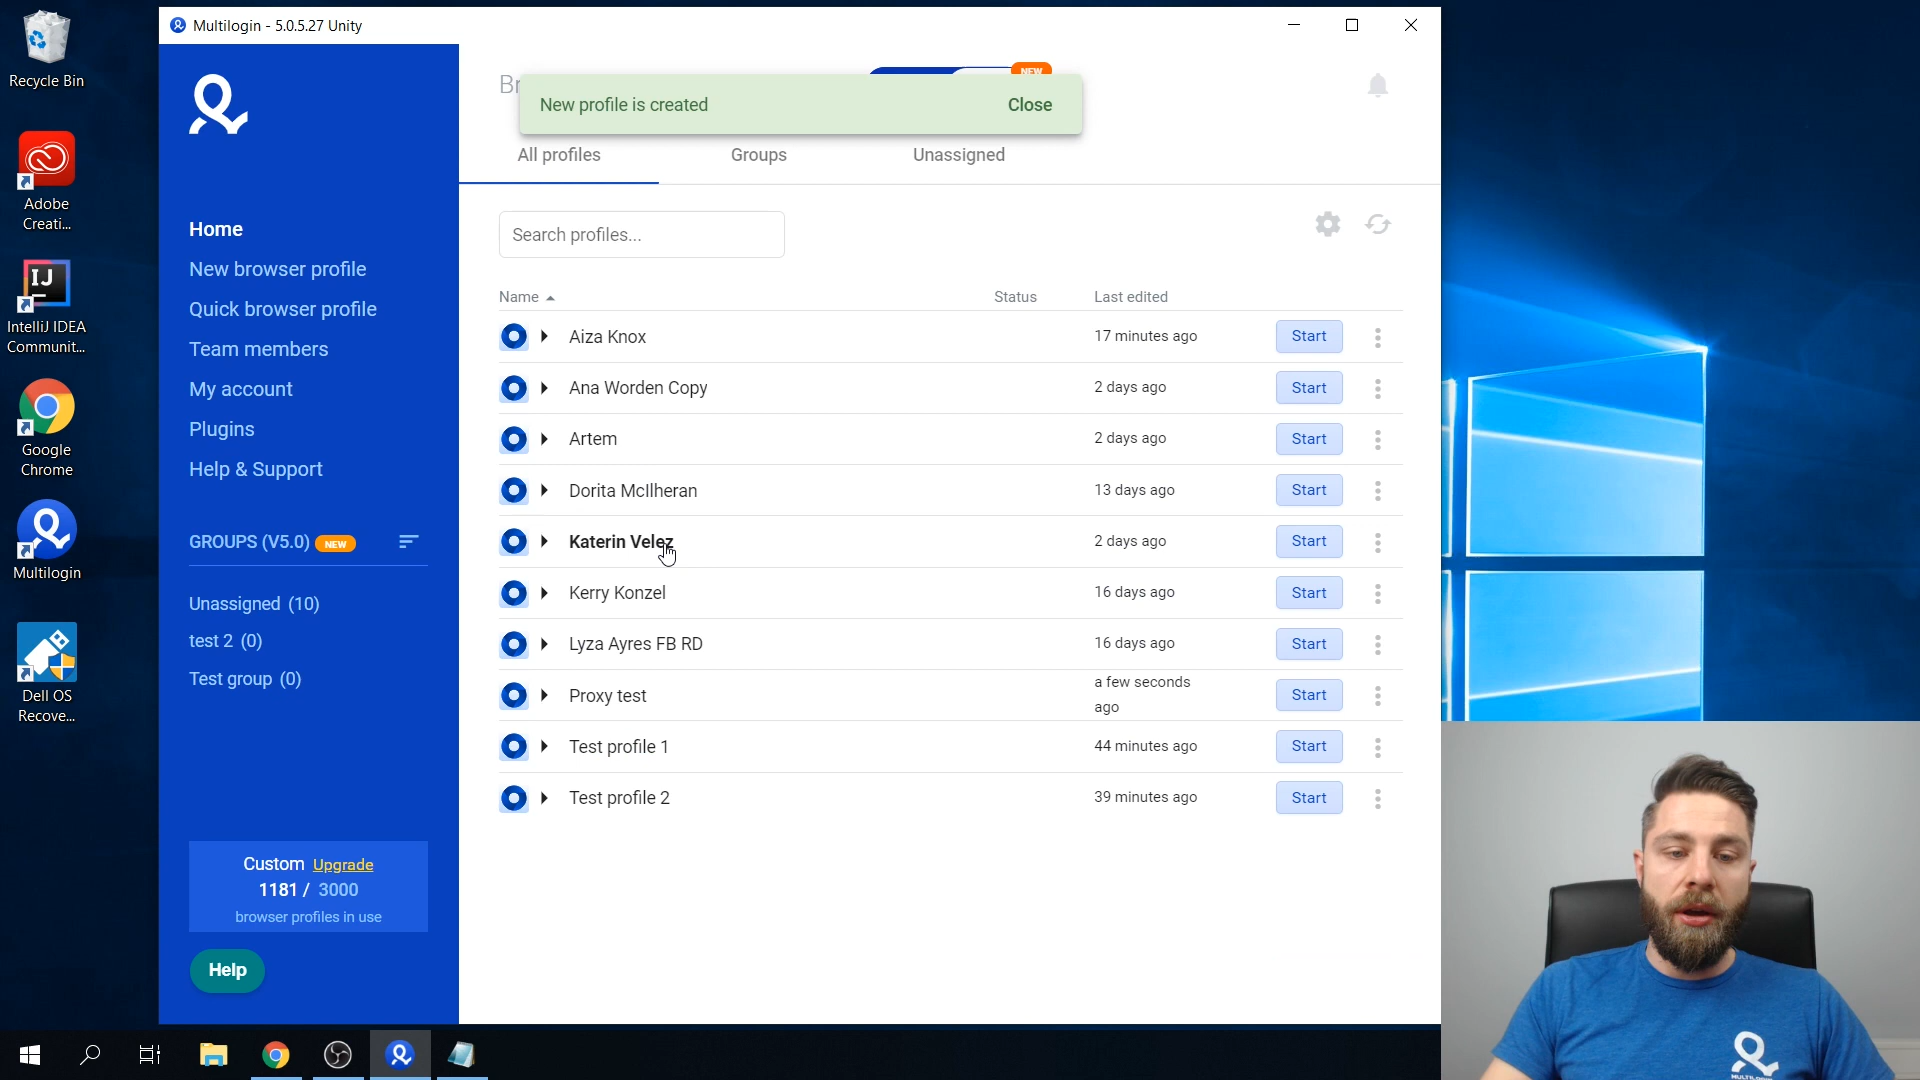 Multilogin - 5.0.5.27 Unity
Recycle Bin
Adobe
Creati...
IntelliJ IDEA
Communit...
Google
Chrome
Multilogin
Dell OS
Recove...
Home
New browser profile
Quick browser profile
Team members
My account
Plugins
Help & Support
GROUPS (V5.0) NEW
Unassigned (10)
test 2 (0)
Test group (0)
Custom Upgrade
1181 / 3000
browser profiles in use
Help
NEW
New profile is created Close
All profiles Groups Unassigned
Search profiles...
Name Status Last edited
Aiza Knox 17 minutes ago Start
Ana Worden Copy 2 days ago Start
Artem 2 days ago Start
Dorita McIlheran 13 days ago Start
Katerin Velez 2 days ago Start
Kerry Konzel 16 days ago Start
Lyza Ayres FB RD 16 days ago Start
Proxy test a few seconds ago Start
Test profile 1 44 minutes ago Start
Test profile 2 39 minutes ago Start